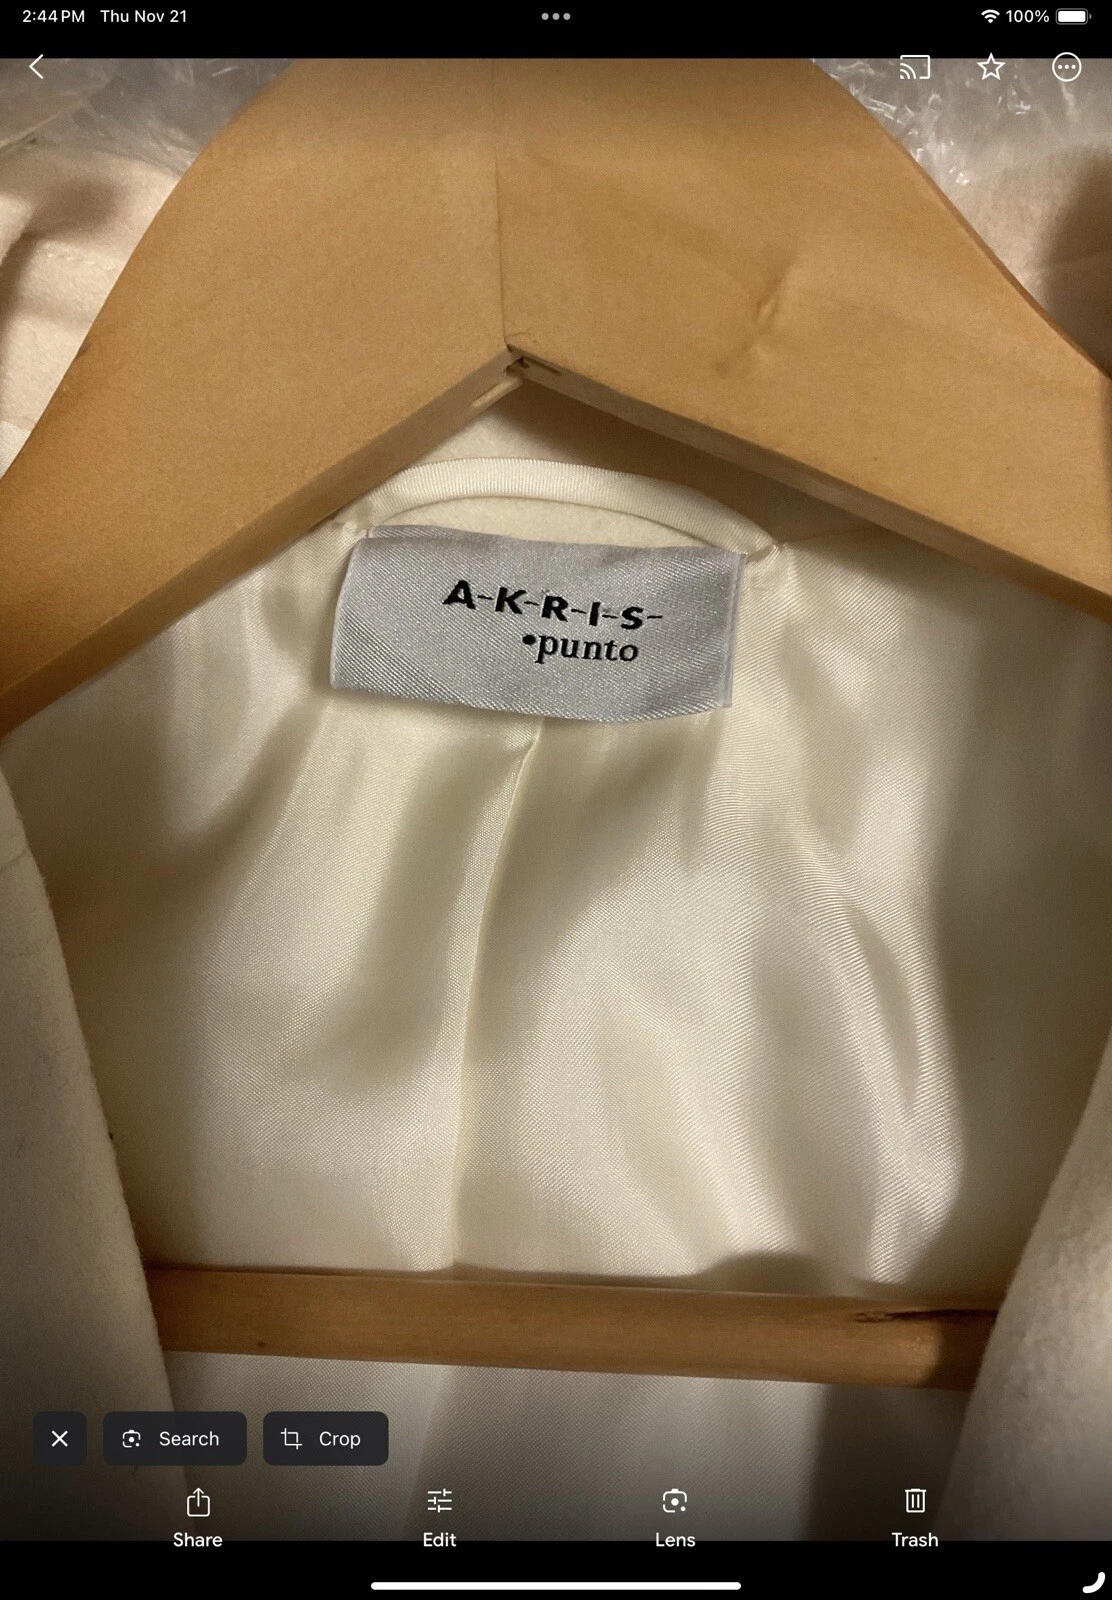 2:44 PM Thu Nov 21
100%
A-K-R-I-S-
•punto
Search
Crop
Share
Edit
Lens
Trash